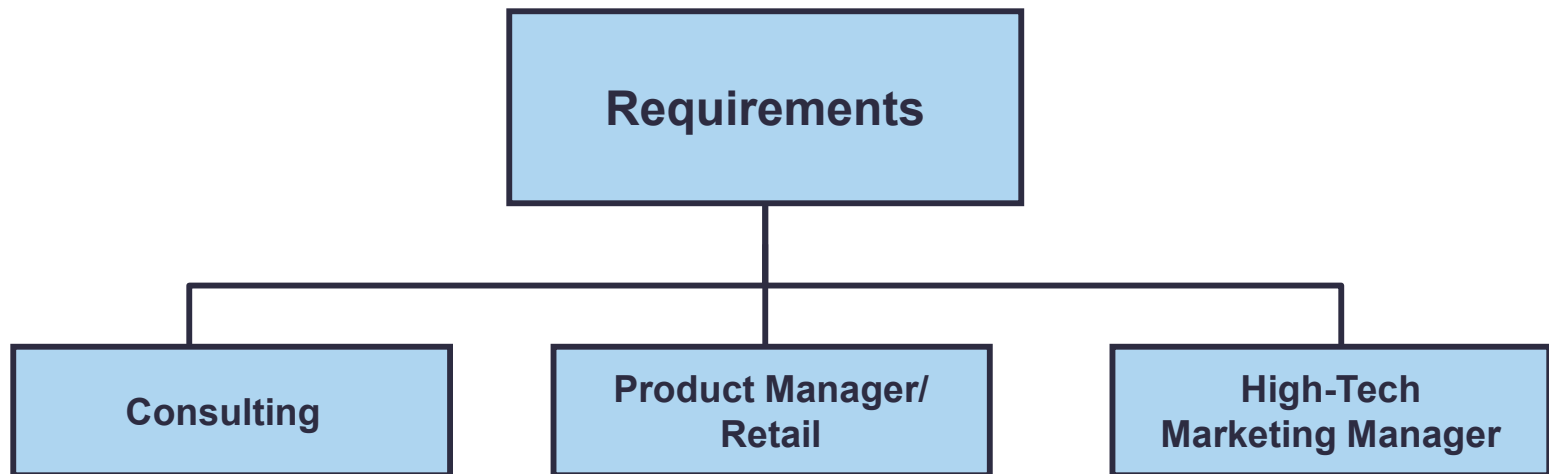 Requirements
Consulting
Product Manager/
Retail
High-Tech
Marketing Manager